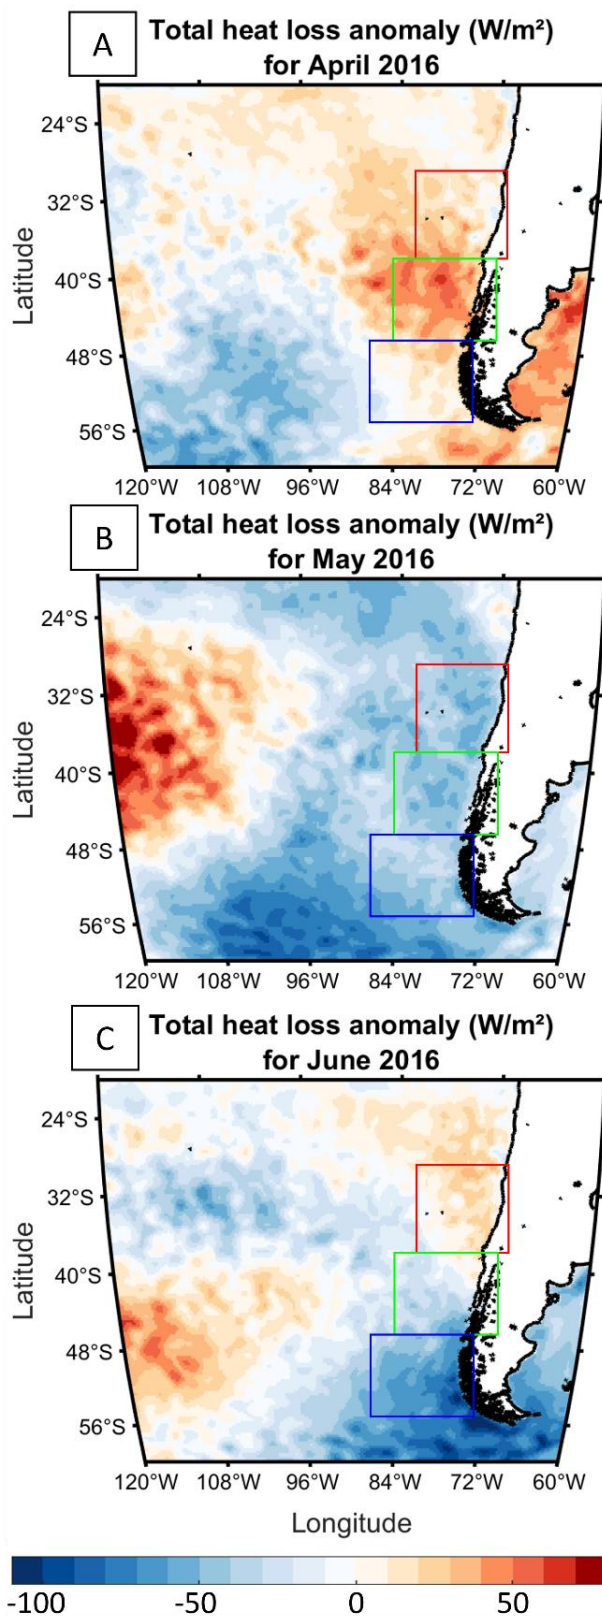 A
Total heat loss anomaly (W/m²)
for April 2016
24°S
32°S
40°S
48°S
56°S
Latitude
120°W 108°W 96°W 84°W 72°W 60°W
B
Total heat loss anomaly (W/m²)
for May 2016
24°S
32°S
40°S
48°S
56°S
Latitude
120°W 108°W 96°W 84°W 72°W 60°W
C
Total heat loss anomaly (W/m²)
for June 2016
24°S
32°S
40°S
48°S
56°S
Latitude
120°W 108°W 96°W 84°W 72°W 60°W
Longitude
-100 -50 0 50